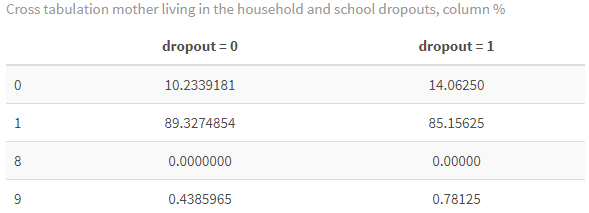 Cross tabulation mother living in the household and school dropouts, column %
dropout = 0 dropout = 1
0 10.2339181 14.06250
1 89.3274854 85.15625
8 0.0000000 0.00000
9 0.4385965 0.78125